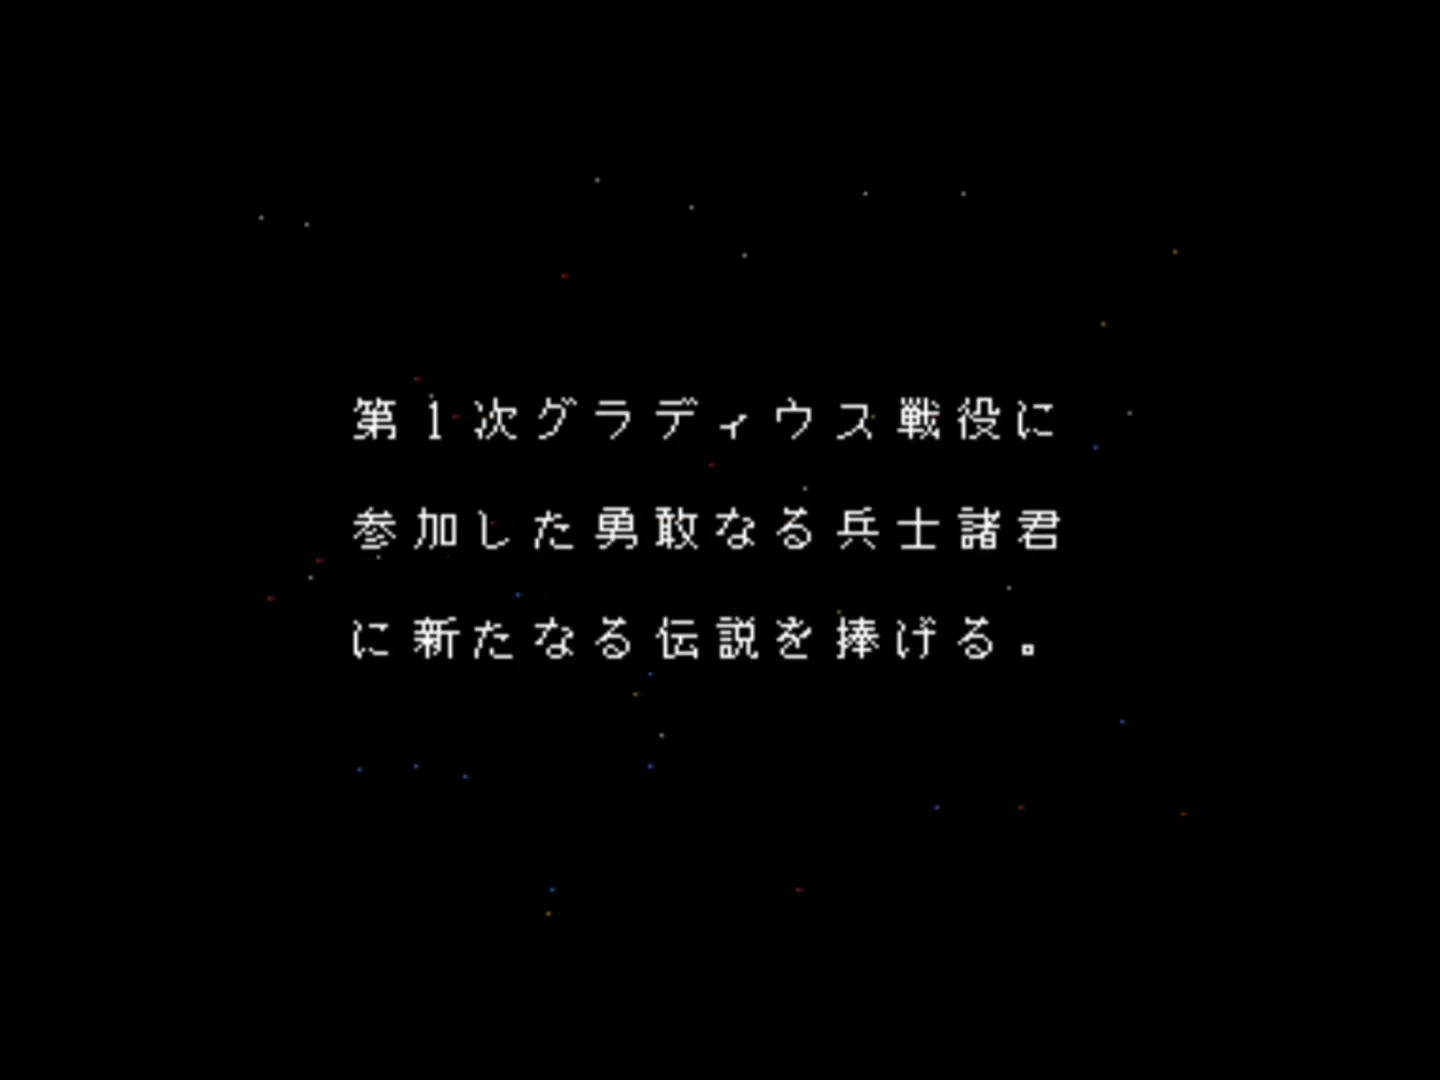 第1次グラディウス戦役に
参加した勇敢なる兵士諸君
に新たなる伝説を捧げる。